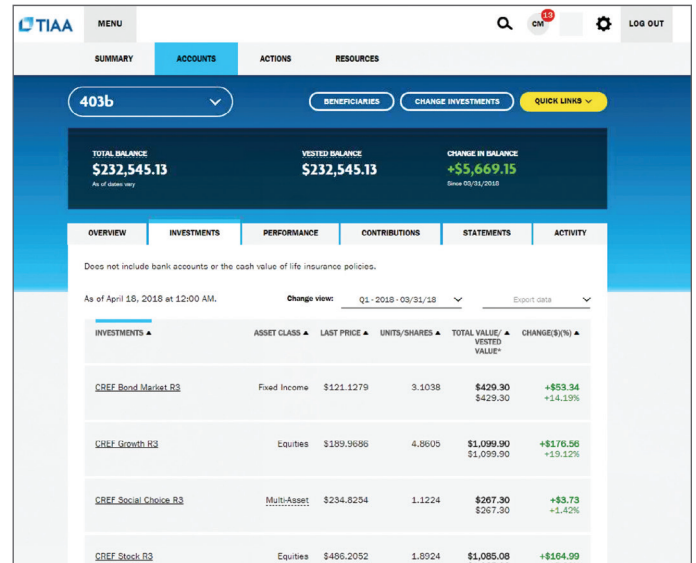 TIAA MENU CM 13 LOG OUT
SUMMARY ACCOUNTS ACTIONS RESOURCES
403b BENEFICIARIES CHANGE INVESTMENTS QUICK LINKS
TOTAL BALANCE VESTED BALANCE CHANGE IN BALANCE
$232,545.13 $232,545.13 +$5,669.15
As of dates vary Since 03/31/2018
OVERVIEW INVESTMENTS PERFORMANCE CONTRIBUTIONS STATEMENTS ACTIVITY
Does not include bank accounts or the cash value of life insurance policies.
As of April 18, 2018 at 12:00 AM. Change view: Q1 - 2018 - 03/31/18 Export data
INVESTMENTS ASSET CLASS LAST PRICE UNITS/SHARES TOTAL VALUE/ CHANGE($)(%)
VESTED
VALUE*
CREF Bond Market R3 Fixed Income $121.1279 3.1038 $429.30 +$53.34
$429.30 +14.19%
CREF Growth R3 Equities $189.9686 4.8605 $1,099.90 +$176.56
$1,099.90 +19.12%
CREF Social Choice R3 Multi-Asset $234.8254 1.1224 $267.30 +$3.73
$267.30 +1.42%
CREF Stock R3 Equities $486.2052 1.8924 $1,085.08 +$164.99